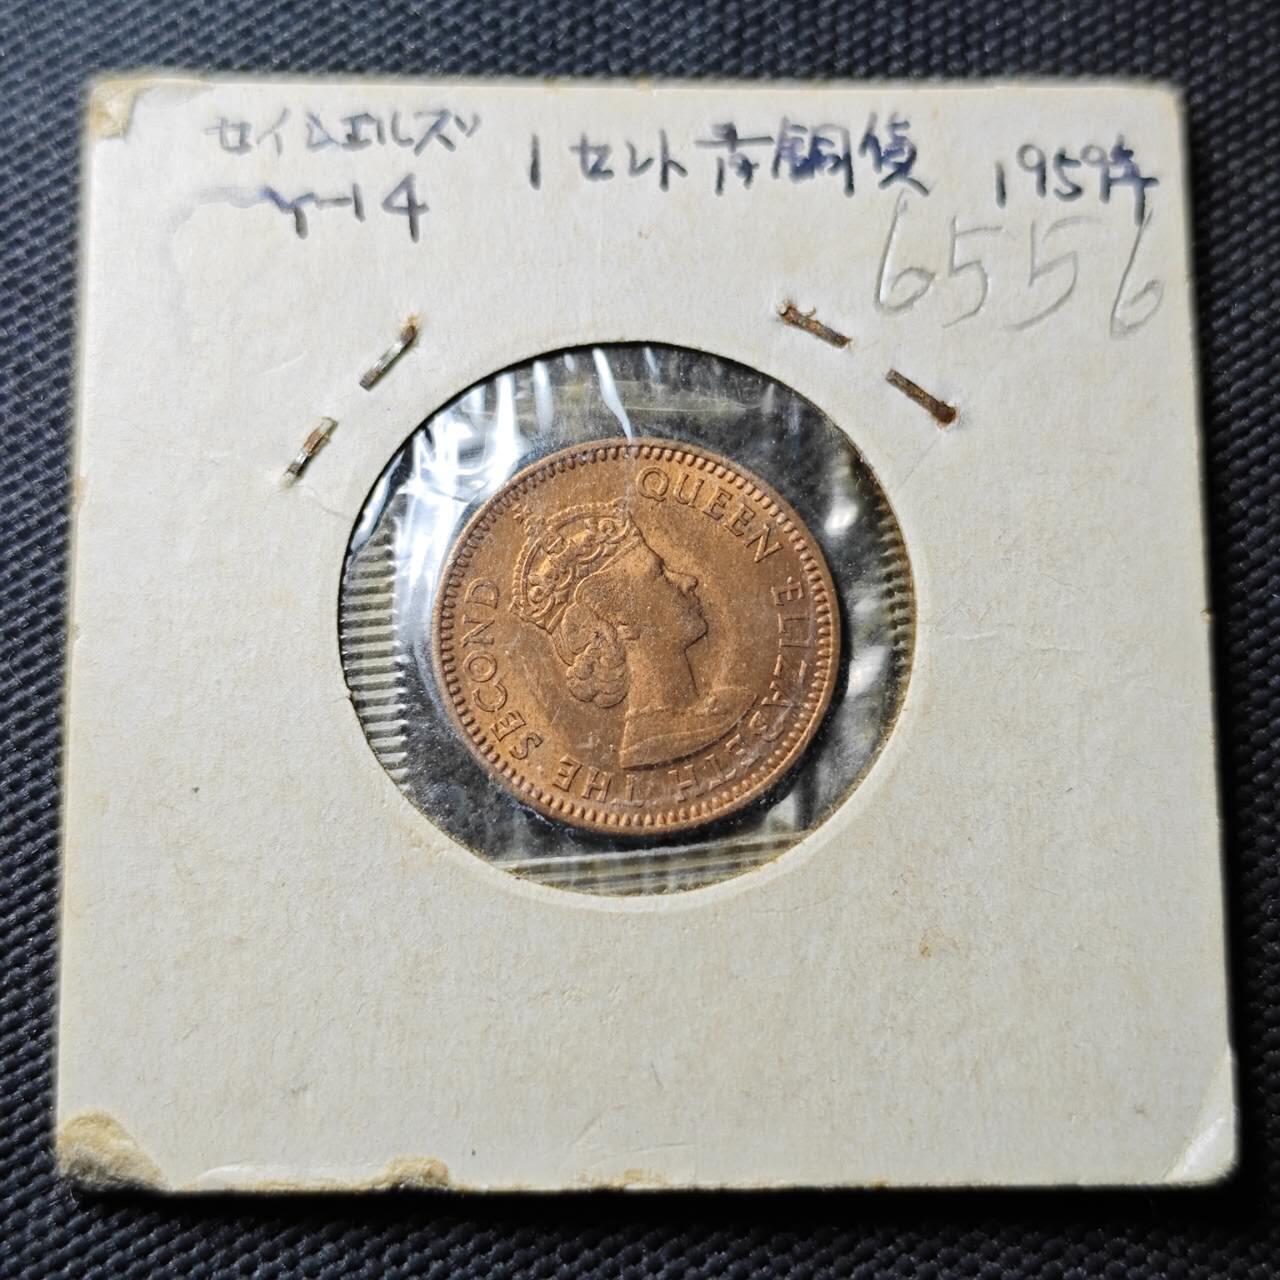 セイシェルズ 1セント青銅貨 1959年
Y-14
6556
QUEEN ELIZABETH THE SECOND